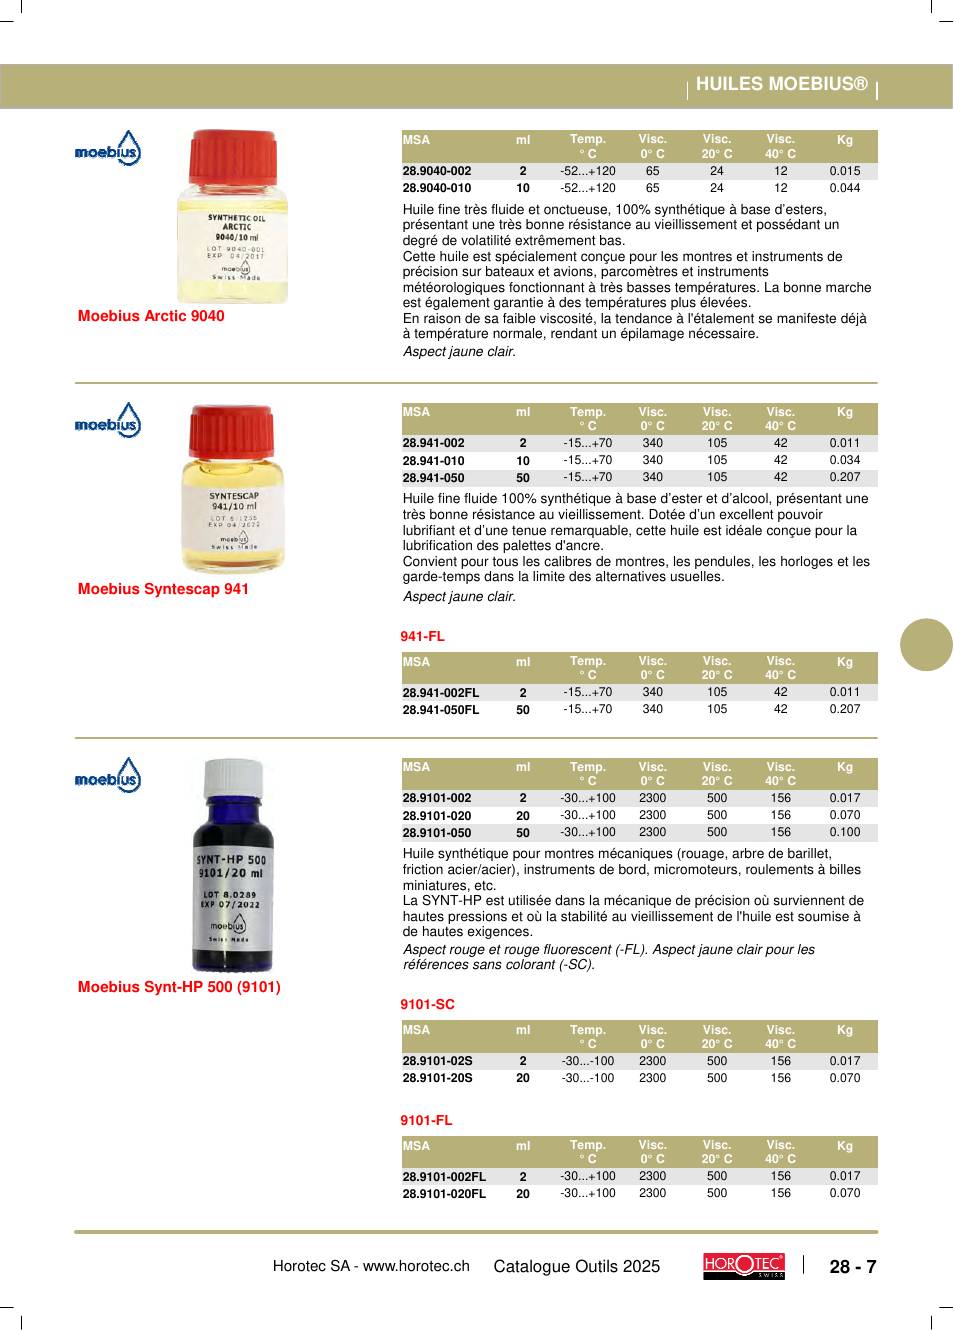 HUILES MOEBIUS®
moebius
SYNTHETIC OIL
ARCTIC
9040/10 ml
LOT 9040-001
EXP 04/2017
moebius
Swiss Made
Moebius Arctic 9040
MSA ml Temp. ° C Visc. 0° C Visc. 20° C Visc. 40° C Kg
28.9040-002 2 -52...+120 65 24 12 0.015
28.9040-010 10 -52...+120 65 24 12 0.044
Huile fine très fluide et onctueuse, 100% synthétique à base d’esters,
présentant une très bonne résistance au vieillissement et possédant un
degré de volatilité extrêmement bas.
Cette huile est spécialement conçue pour les montres et instruments de
précision sur bateaux et avions, parcomètres et instruments
météorologiques fonctionnant à très basses températures. La bonne marche
est également garantie à des températures plus élevées.
En raison de sa faible viscosité, la tendance à l'étalement se manifeste déjà
à température normale, rendant un épilamage nécessaire.
Aspect jaune clair.
moebius
SYNTESCAP
941/10 ml
EXP 04/2022
moebius
Swiss Made
Moebius Syntescap 941
MSA ml Temp. ° C Visc. 0° C Visc. 20° C Visc. 40° C Kg
28.941-002 2 -15...+70 340 105 42 0.011
28.941-010 10 -15...+70 340 105 42 0.034
28.941-050 50 -15...+70 340 105 42 0.207
Huile fine fluide 100% synthétique à base d’ester et d’alcool, présentant une
très bonne résistance au vieillissement. Dotée d’un excellent pouvoir
lubrifiant et d’une tenue remarquable, cette huile est idéale conçue pour la
lubrification des palettes d'ancre.
Convient pour tous les calibres de montres, les pendules, les horloges et les
garde-temps dans la limite des alternatives usuelles.
Aspect jaune clair.
941-FL
MSA ml Temp. ° C Visc. 0° C Visc. 20° C Visc. 40° C Kg
28.941-002FL 2 -15...+70 340 105 42 0.011
28.941-050FL 50 -15...+70 340 105 42 0.207
moebius
SYNT-HP 500
9101/20 ml
LOT 8.0289
EXP 07/2022
moebius
Swiss Made
Moebius Synt-HP 500 (9101)
MSA ml Temp. ° C Visc. 0° C Visc. 20° C Visc. 40° C Kg
28.9101-002 2 -30...+100 2300 500 156 0.017
28.9101-020 20 -30...+100 2300 500 156 0.070
28.9101-050 50 -30...+100 2300 500 156 0.100
Huile synthétique pour montres mécaniques (rouage, arbre de barillet,
friction acier/acier), instruments de bord, micromoteurs, roulements à billes
miniatures, etc.
La SYNT-HP est utilisée dans la mécanique de précision où surviennent de
hautes pressions et où la stabilité au vieillissement de l'huile est soumise à
de hautes exigences.
Aspect rouge et rouge fluorescent (-FL). Aspect jaune clair pour les
références sans colorant (-SC).
9101-SC
MSA ml Temp. ° C Visc. 0° C Visc. 20° C Visc. 40° C Kg
28.9101-02S 2 -30...-100 2300 500 156 0.017
28.9101-20S 20 -30...-100 2300 500 156 0.070
9101-FL
MSA ml Temp. ° C Visc. 0° C Visc. 20° C Visc. 40° C Kg
28.9101-002FL 2 -30...+100 2300 500 156 0.017
28.9101-020FL 20 -30...+100 2300 500 156 0.070
Horotec SA - www.horotec.ch Catalogue Outils 2025 HOROTEC® SWISS 28 - 7